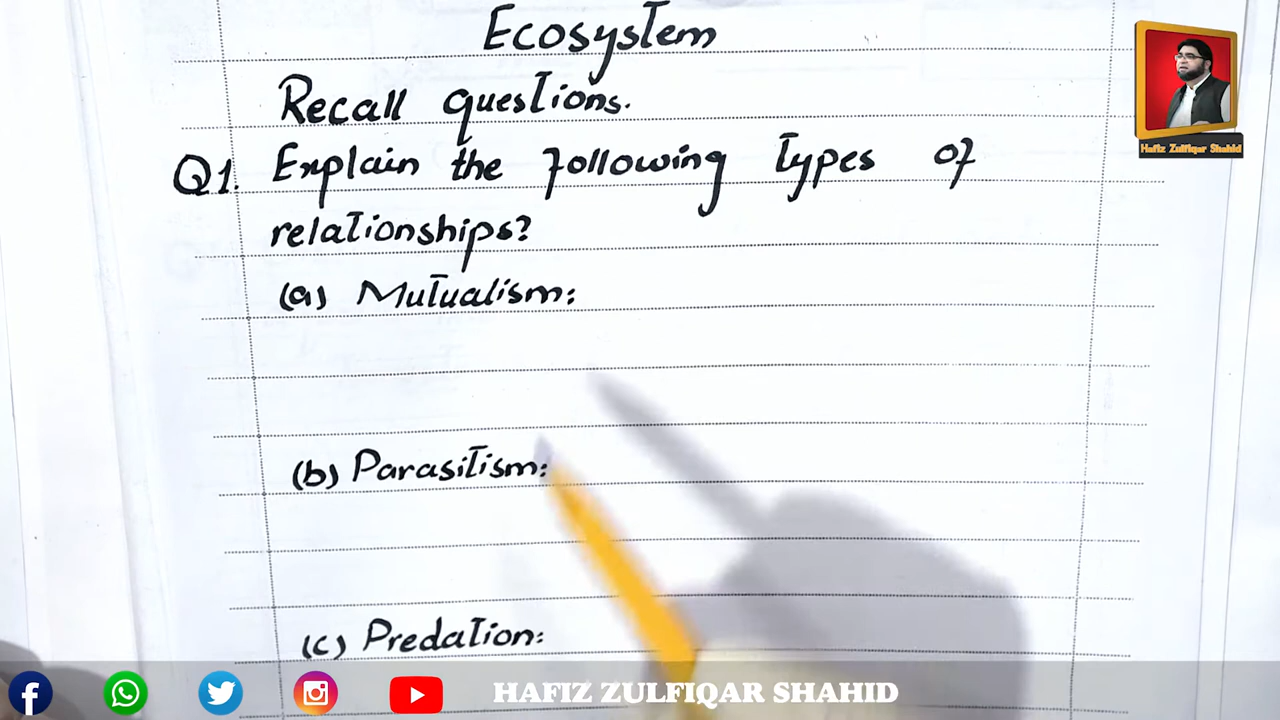 Ecosystem
Recall questions.
Q1. Explain the following types of
relationships?
(a) Mutualism:
(b) Parasitism:
(c) Predation:
Hafiz Zulfiqar Shahid
HAFIZ ZULFIQAR SHAHID